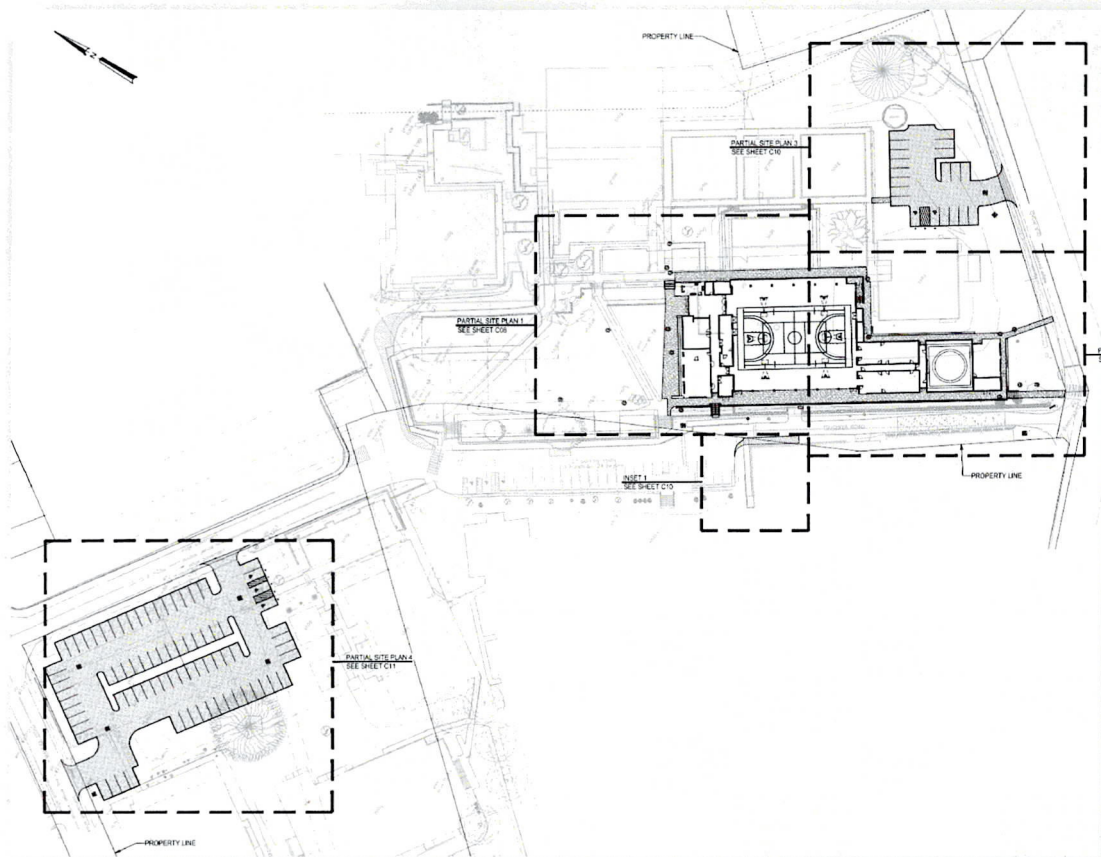 PROPERTY LINE
PARTIAL SITE PLAN 3
SEE SHEET C10
PARTIAL SITE PLAN 1
SEE SHEET C08
INSET 1
SEE SHEET C10
PROPERTY LINE
PARTIAL SITE PLAN 4
SEE SHEET C11
PROPERTY LINE